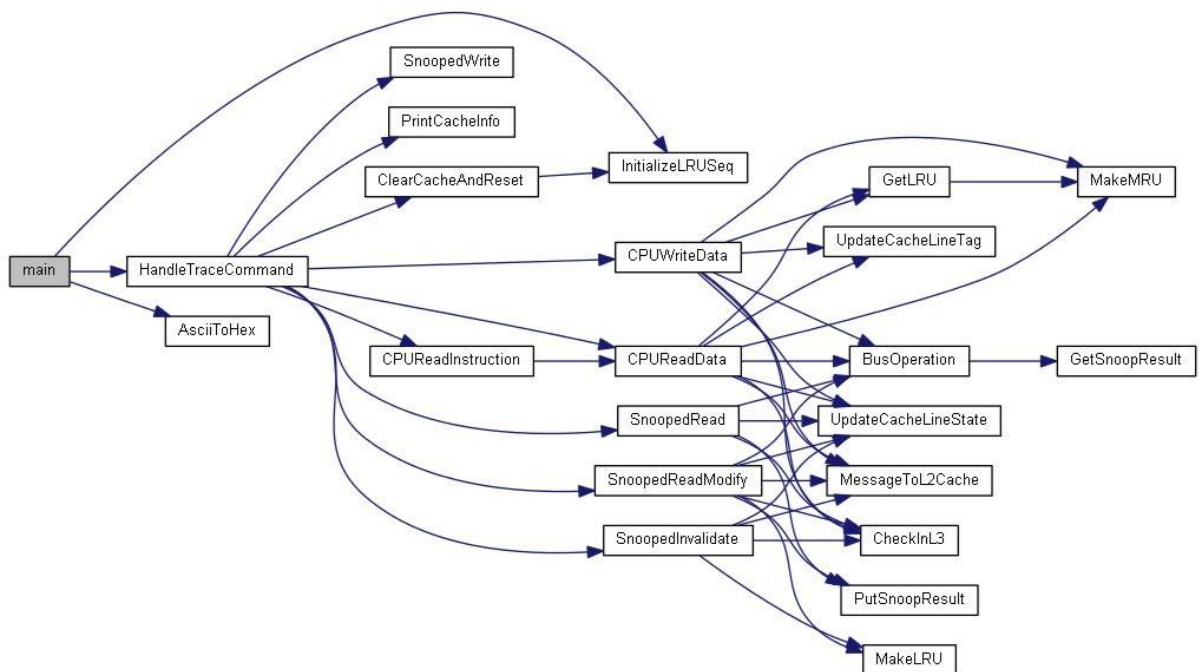 main
HandleTraceCommand
AsciiToHex
SnoopedWrite
PrintCacheInfo
ClearCacheAndReset
CPUReadInstruction
InitializeLRUSeq
CPUWriteData
CPUReadData
SnoopedRead
SnoopedReadModify
SnoopedInvalidate
GetLRU
UpdateCacheLineTag
BusOperation
UpdateCacheLineState
MessageToL2Cache
CheckInL3
PutSnoopResult
MakeLRU
MakeMRU
GetSnoopResult